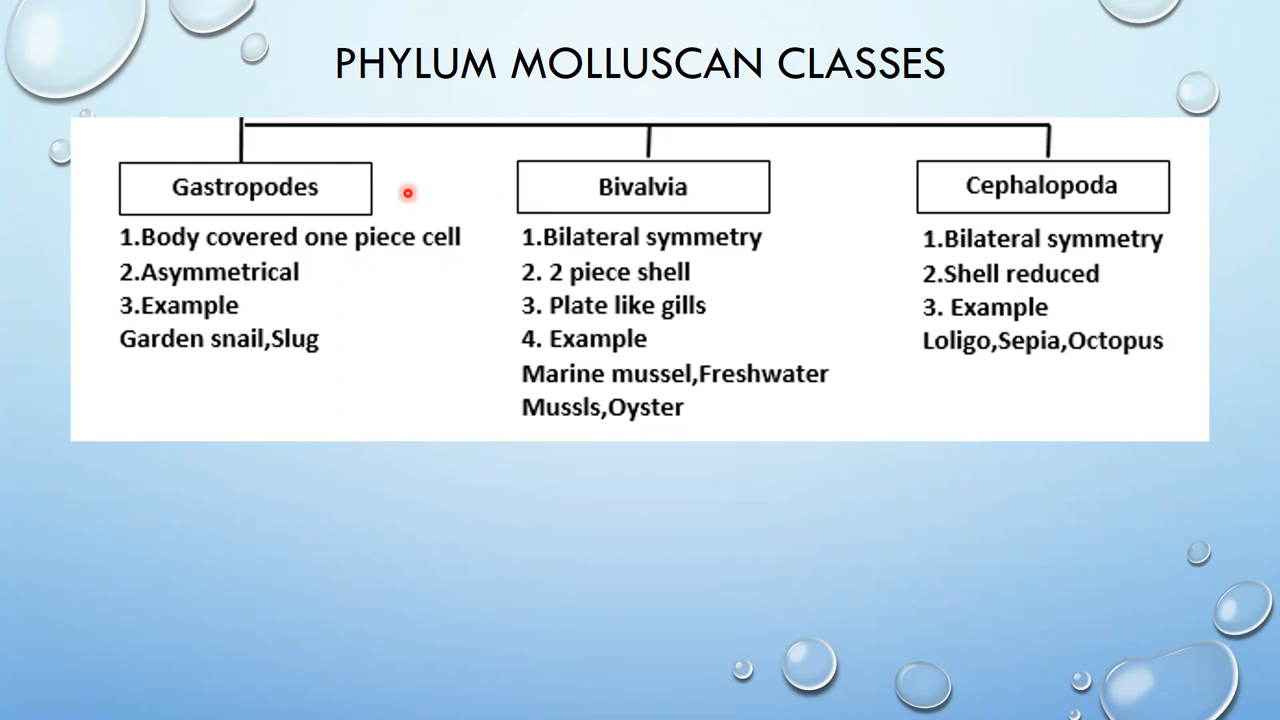 PHYLUM MOLLUSCAN CLASSES
Gastropodes
1.Body covered one piece cell
2.Asymmetrical
3.Example
Garden snail,Slug
Bivalvia
1.Bilateral symmetry
2. 2 piece shell
3. Plate like gills
4. Example
Marine mussel,Freshwater
Mussls,Oyster
Cephalopoda
1.Bilateral symmetry
2.Shell reduced
3. Example
Loligo,Sepia,Octopus